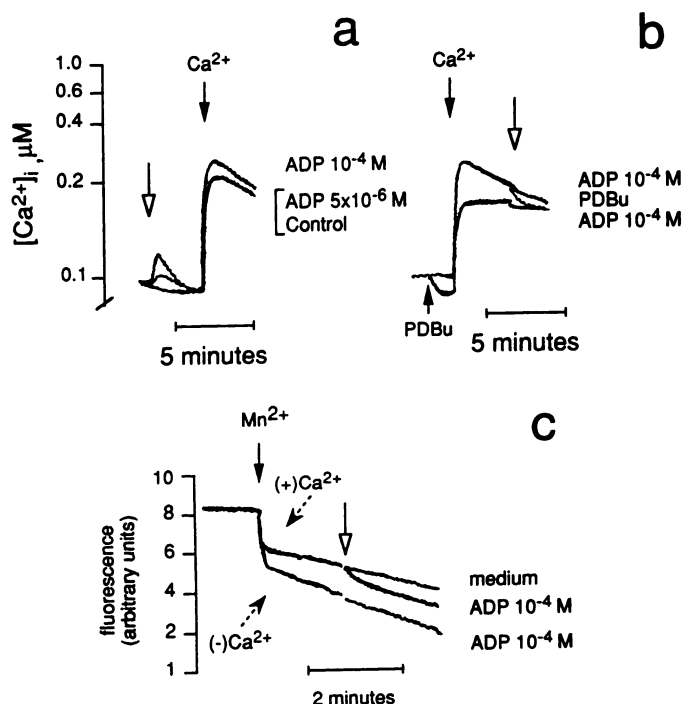 a
Ca²⁺
[Ca²⁺]ᵢ ,μM
1.0
0.6
0.4
0.2
0.1
ADP 10⁻⁴ M
ADP 5x10⁻⁶ M
Control
5 minutes
b
Ca²⁺
ADP 10⁻⁴ M
PDBu
ADP 10⁻⁴ M
PDBu
5 minutes
c
Mn²⁺
fluorescence
(arbitrary units)
10
8
6
4
2
1
(+)Ca²⁺
(-)Ca²⁺
medium
ADP 10⁻⁴ M
ADP 10⁻⁴ M
2 minutes